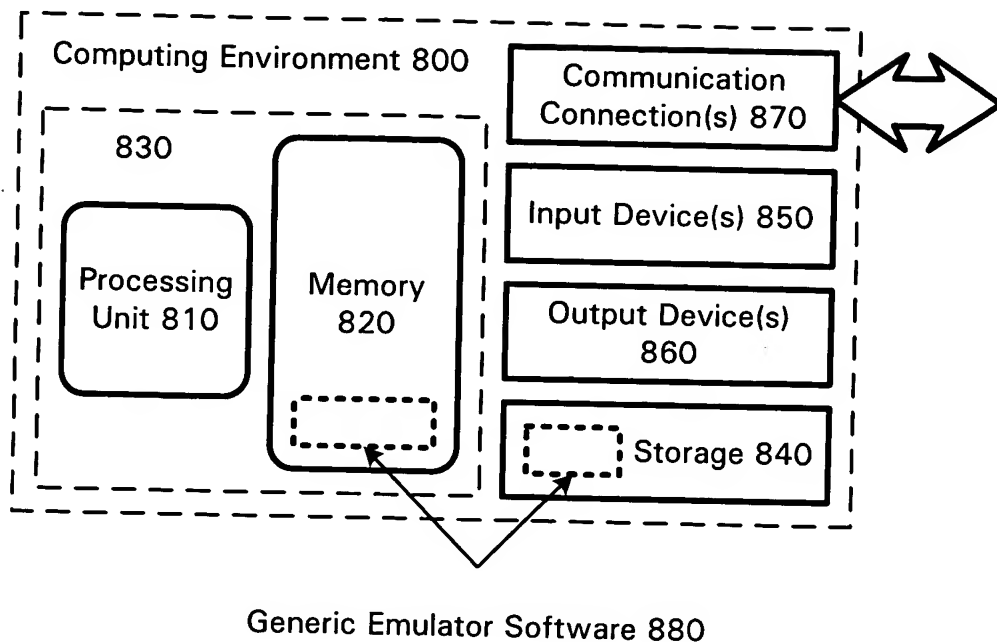 Computing Environment 800
830
Processing
Unit 810
Memory
820
Communication
Connection(s) 870
Input Device(s) 850
Output Device(s)
860
Storage 840
Generic Emulator Software 880